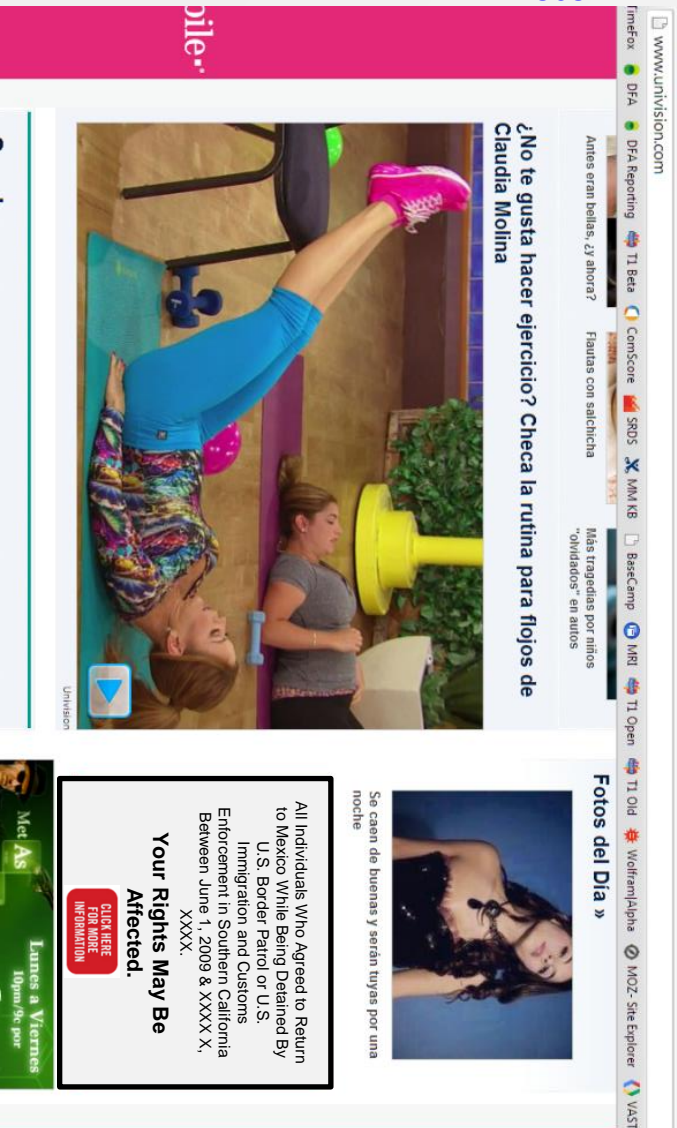 www.univision.com
TimeFox DFA DFA Reporting T1 Beta ComScore SRDS MM KB BaseCamp MRI T1 Open T1 Old Wolfram|Alpha MOZ- Site Explorer VAST
Antes eran bellas, ¿y ahora?
Flautas con salchicha
Más tragedias por niños
"olvidados" en autos
¿No te gusta hacer ejercicio? Checa la rutina para flojos de
Claudia Molina
Univision
Fotos del Día »
Se caen de buenas y serán tuyas por una
noche
All Individuals Who Agreed to Return
to Mexico While Being Detained By
U.S. Border Patrol or U.S.
Immigration and Customs
Enforcement in Southern California
Between June 1, 2009 & XXXX X,
XXXX.
Your Rights May Be
Affected.
CLICK HERE
FOR MORE
INFORMATION
Lunes a Viernes
10pm/9c por